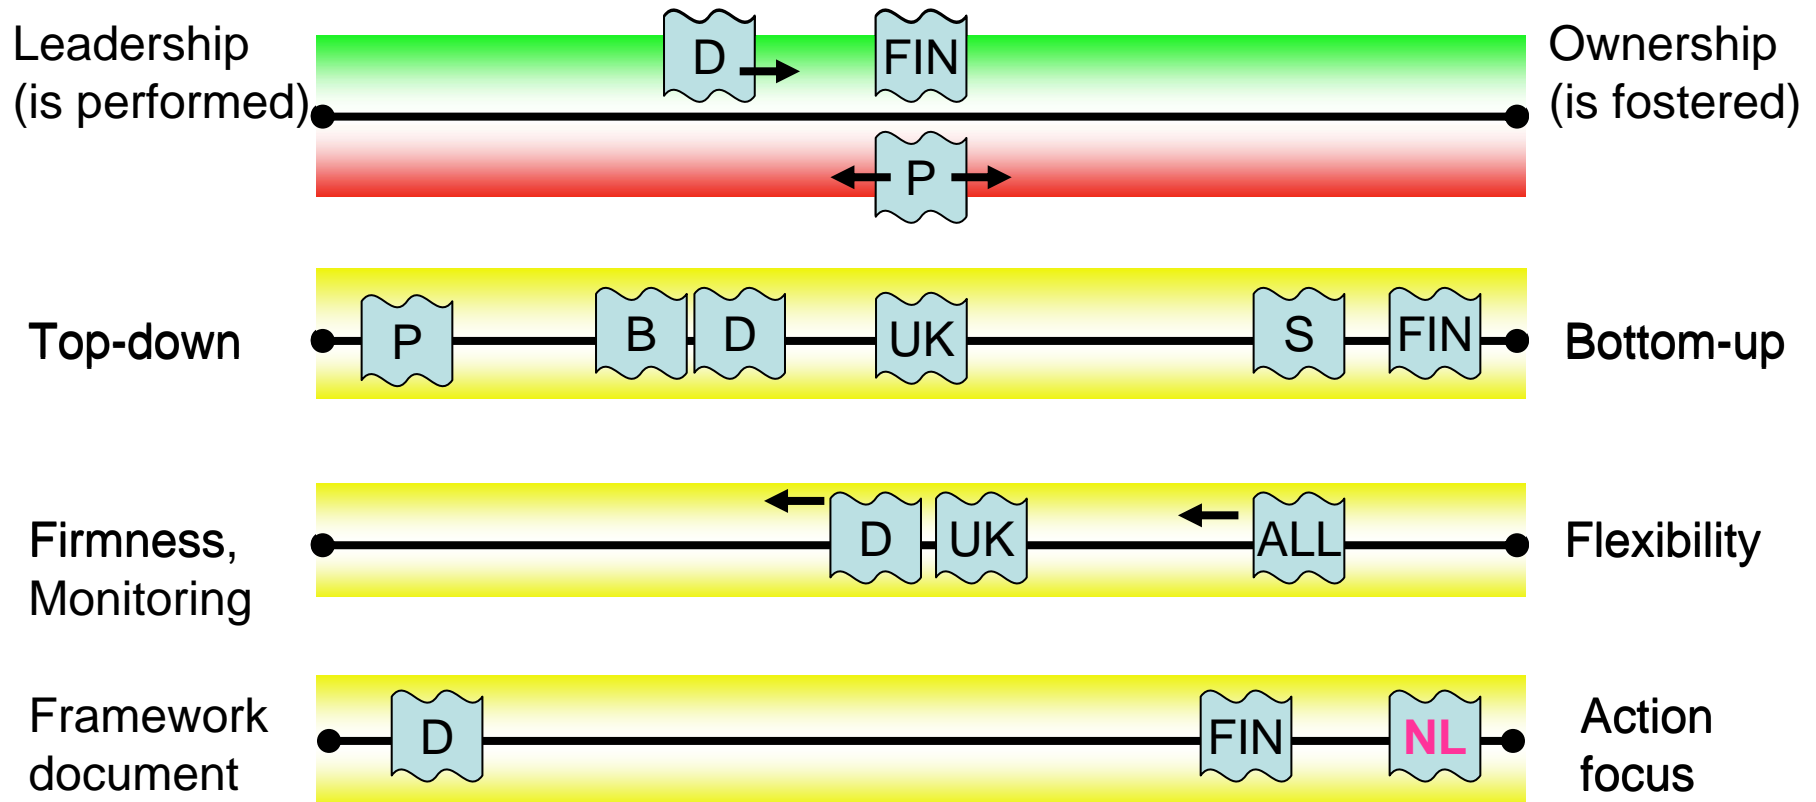 Leadership
(is performed)
D
FIN
Ownership
(is fostered)
P
Top-down
P
B
D
UK
S
FIN
Bottom-up
Firmness,
Monitoring
D
UK
ALL
Flexibility
Framework
document
D
FIN
NL
Action
focus